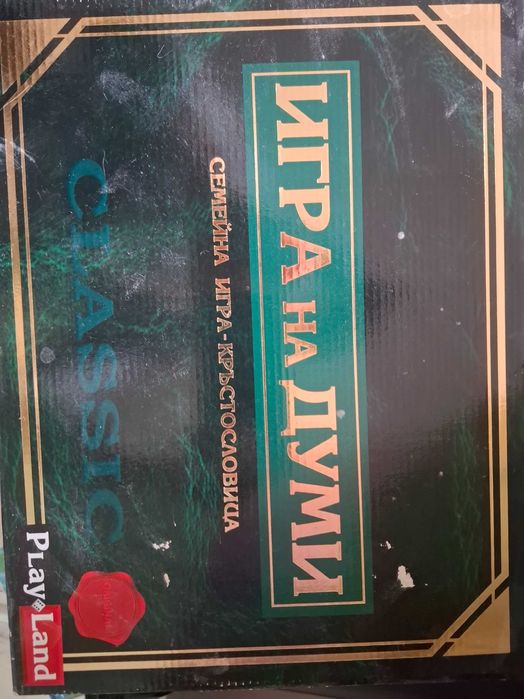 ИГРА НА ДУМИ
СЕМЕЙНА ИГРА-КРЪСТОСЛОВИЦА
CLASSIC
PLay Land